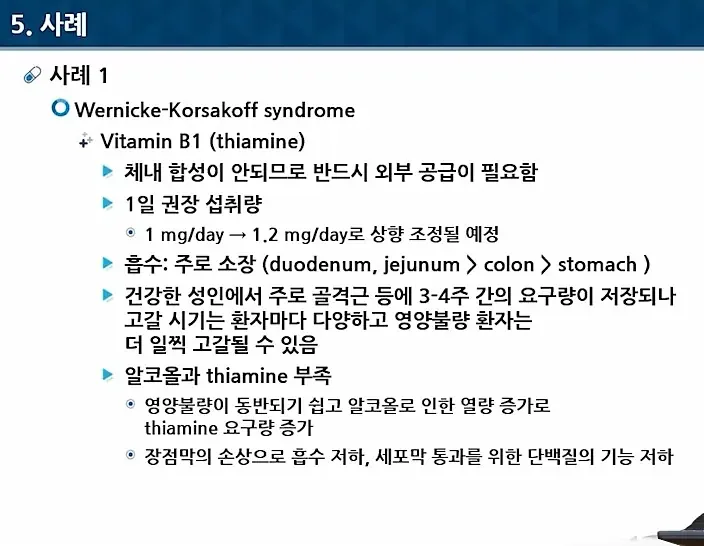 5. 사례
사례 1
Wernicke-Korsakoff syndrome
Vitamin B1 (thiamine)
체내 합성이 안되므로 반드시 외부 공급이 필요함
1일 권장 섭취량
1 mg/day → 1.2 mg/day로 상향 조정될 예정
흡수: 주로 소장 (duodenum, jejunum > colon > stomach )
건강한 성인에서 주로 골격근 등에 3-4주 간의 요구량이 저장되나
고갈 시기는 환자마다 다양하고 영양불량 환자는
더 일찍 고갈될 수 있음
알코올과 thiamine 부족
영양불량이 동반되기 쉽고 알코올로 인한 열량 증가로
thiamine 요구량 증가
장점막의 손상으로 흡수 저하, 세포막 통과를 위한 단백질의 기능 저하